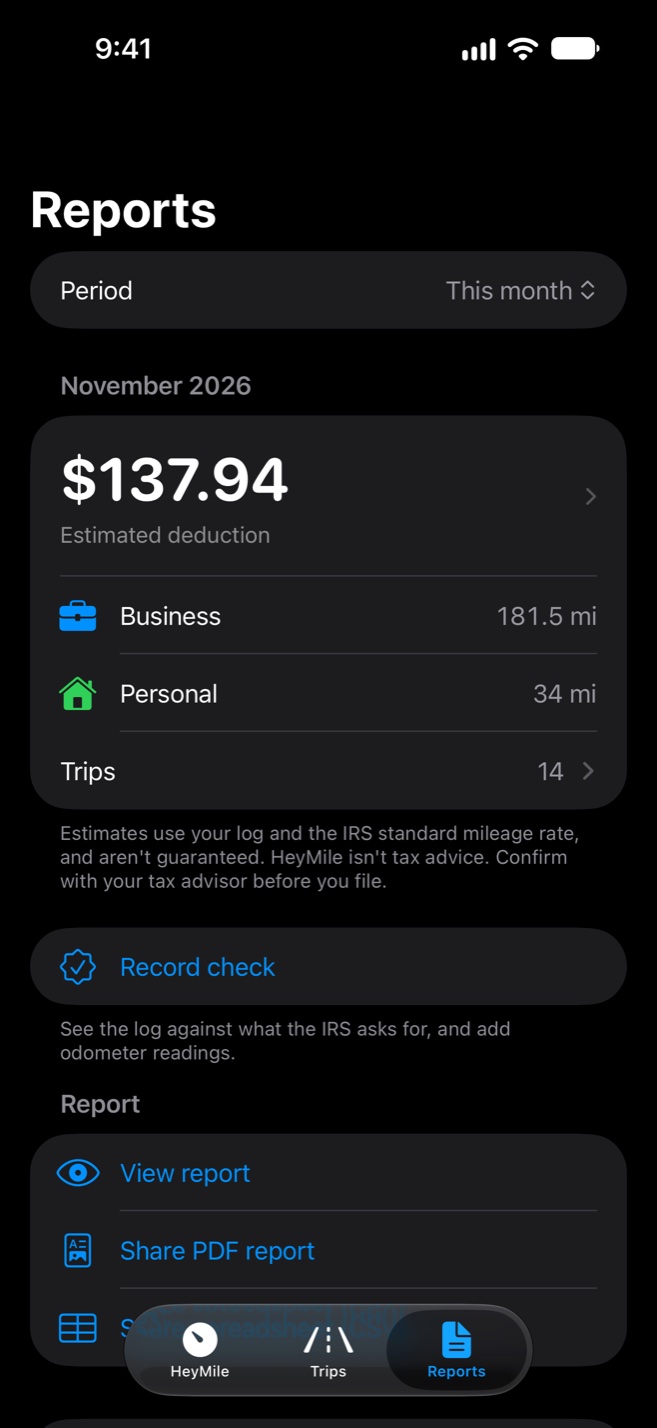 9:41
Reports
Period
This month
November 2026
$137.94
Estimated deduction
Business
181.5 mi
Personal
34 mi
Trips
14
Estimates use your log and the IRS standard mileage rate,
and aren't guaranteed. HeyMile isn't tax advice. Confirm
with your tax advisor before you file.
Record check
See the log against what the IRS asks for, and add
odometer readings.
Report
View report
Share PDF report
HeyMile
Trips
Reports